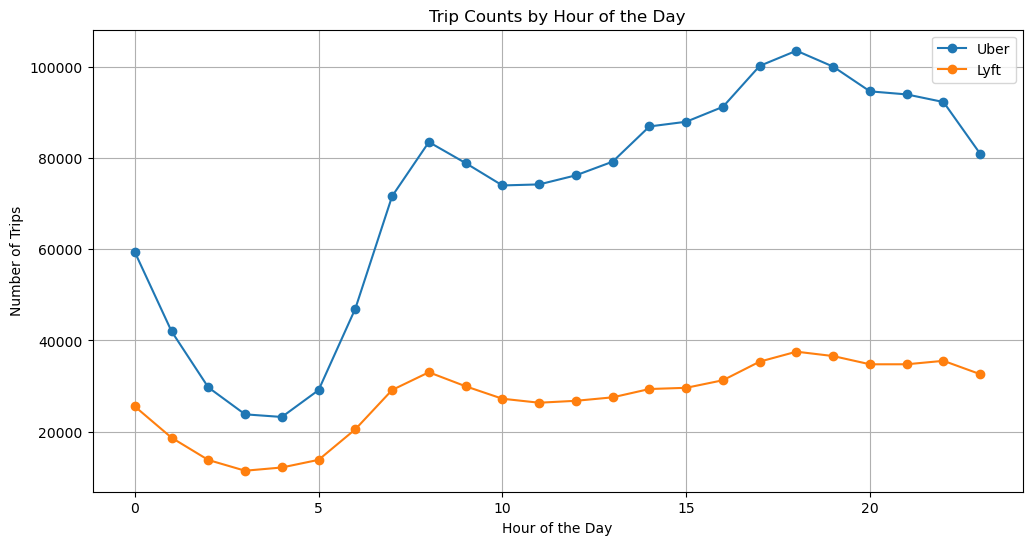 Trip Counts by Hour of the Day
Uber
Lyft
100000
80000
60000
40000
20000
Number of Trips
0 5 10 15 20
Hour of the Day